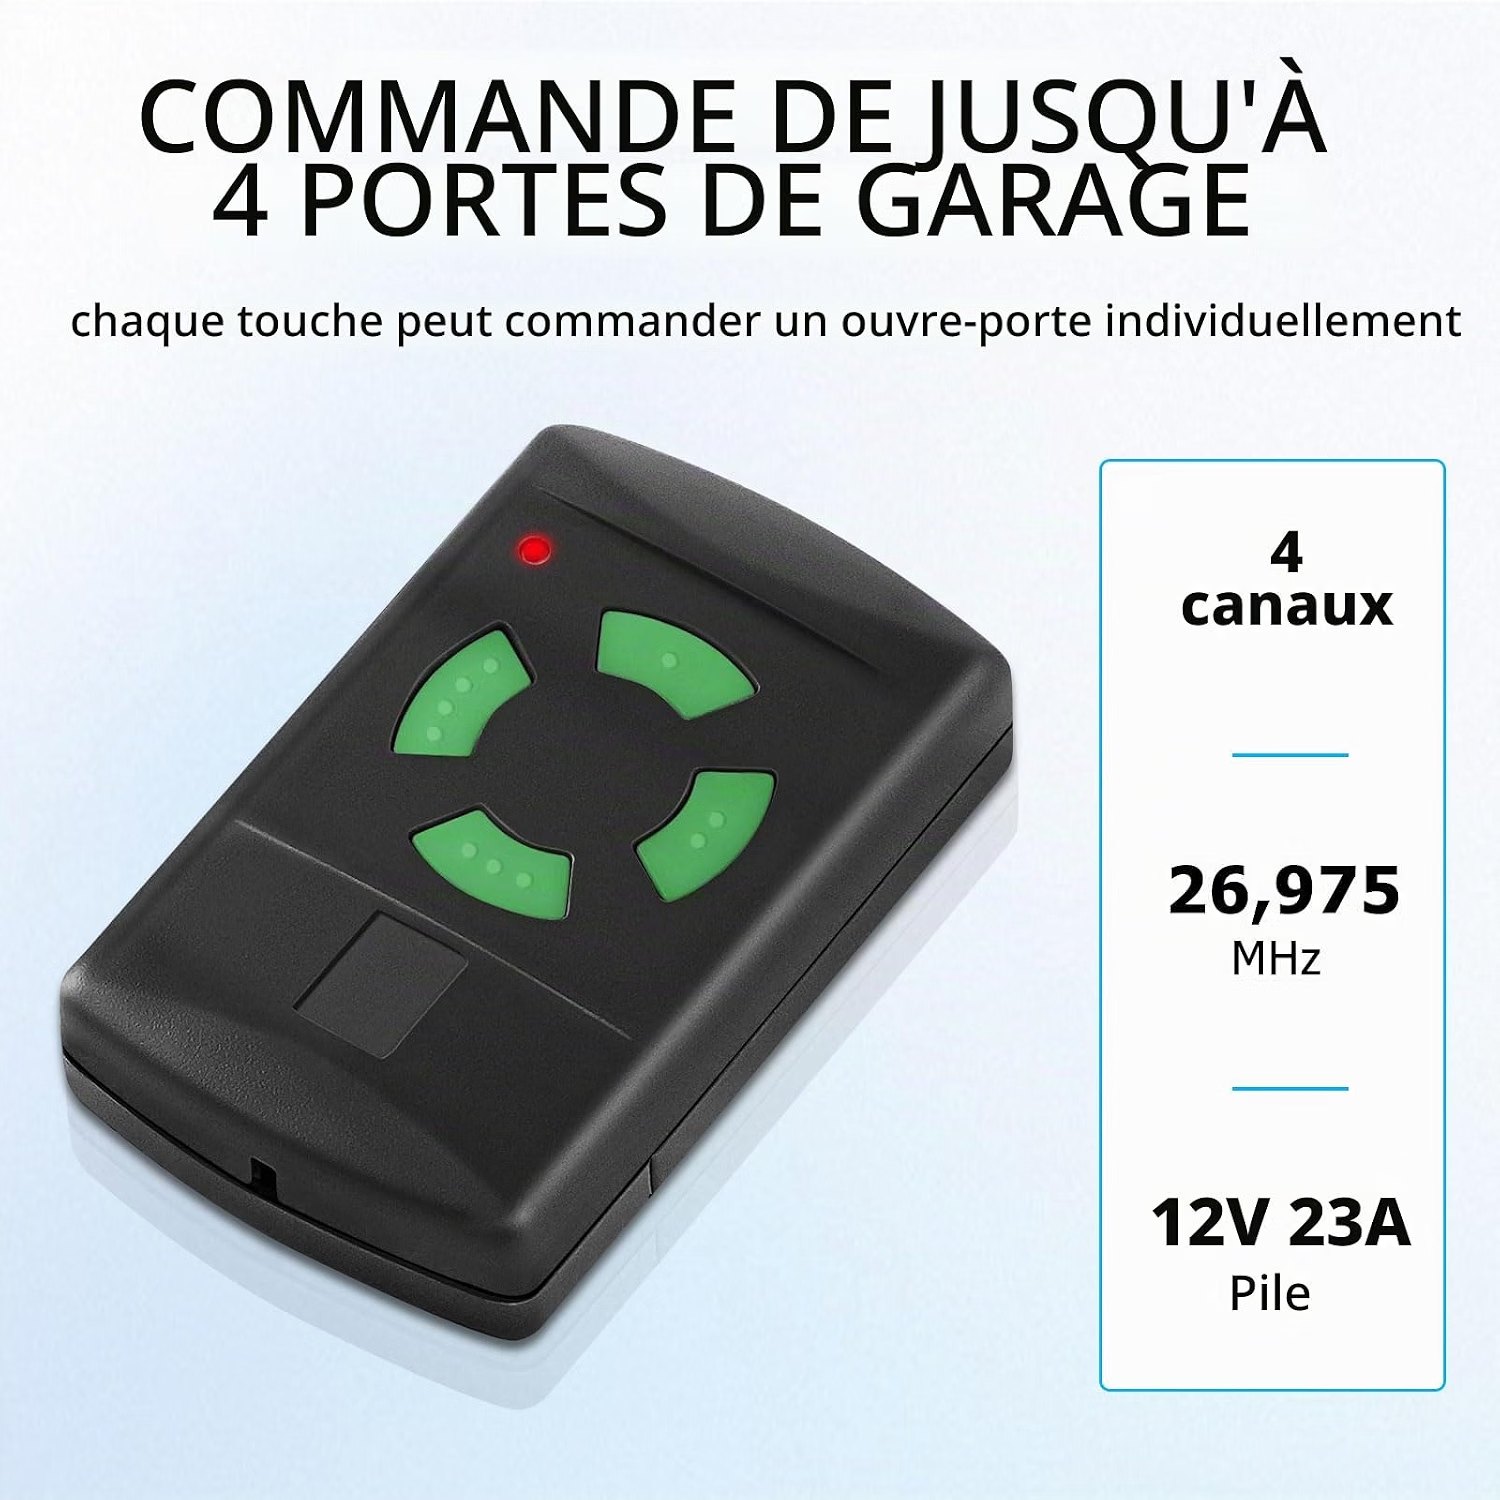 COMMANDE DE JUSQU'À
4 PORTES DE GARAGE
chaque touche peut commander un ouvre-porte individuellement
4
canaux
26,975
MHz
12V 23A
Pile